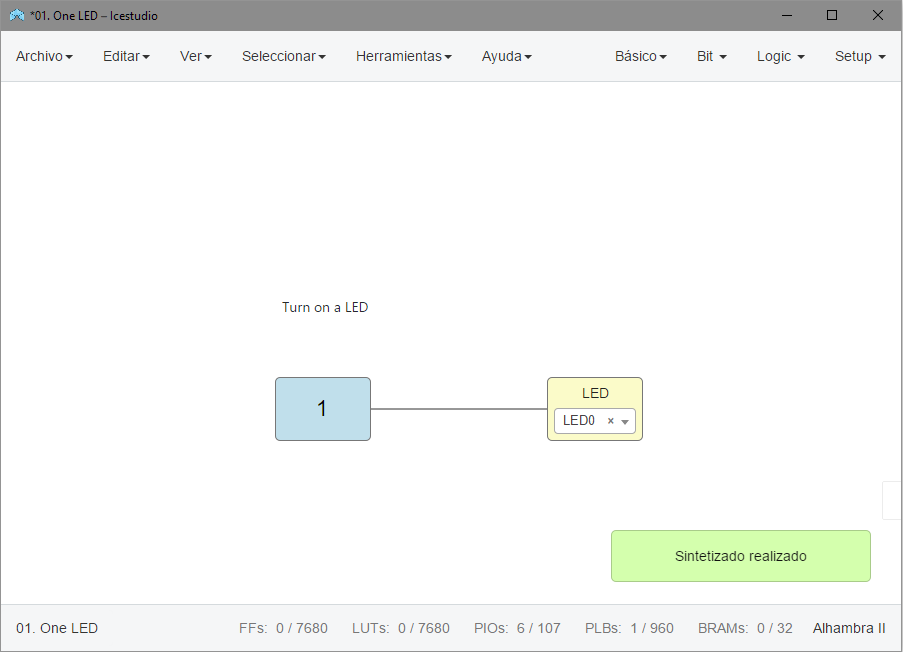 *01. One LED – Icestudio
Archivo Editar Ver Seleccionar Herramientas Ayuda Básico Bit Logic Setup
Turn on a LED
1
LED
LED0 ×
Sintetizado realizado
01. One LED FFs: 0 / 7680 LUTs: 0 / 7680 PIOs: 6 / 107 PLBs: 1 / 960 BRAMs: 0 / 32 Alhambra II